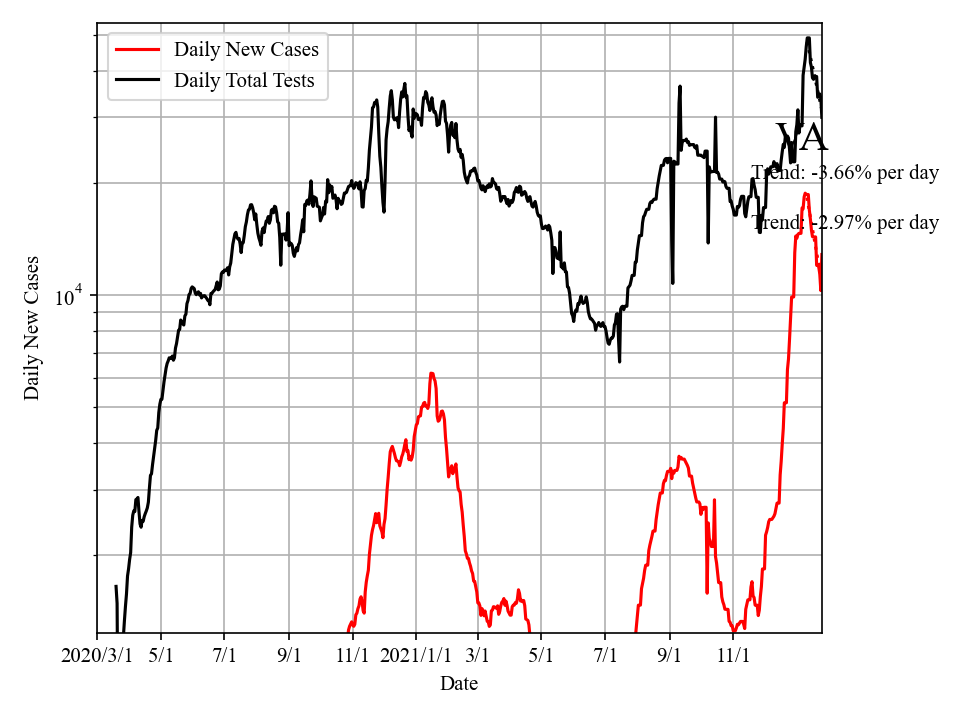 Daily New Cases
Daily Total Tests
VA
Trend: -3.66% per day
Trend: -2.97% per day
10^4
Daily New Cases
2020/3/1 5/1 7/1 9/1 11/1 2021/1/1 3/1 5/1 7/1 9/1 11/1
Date